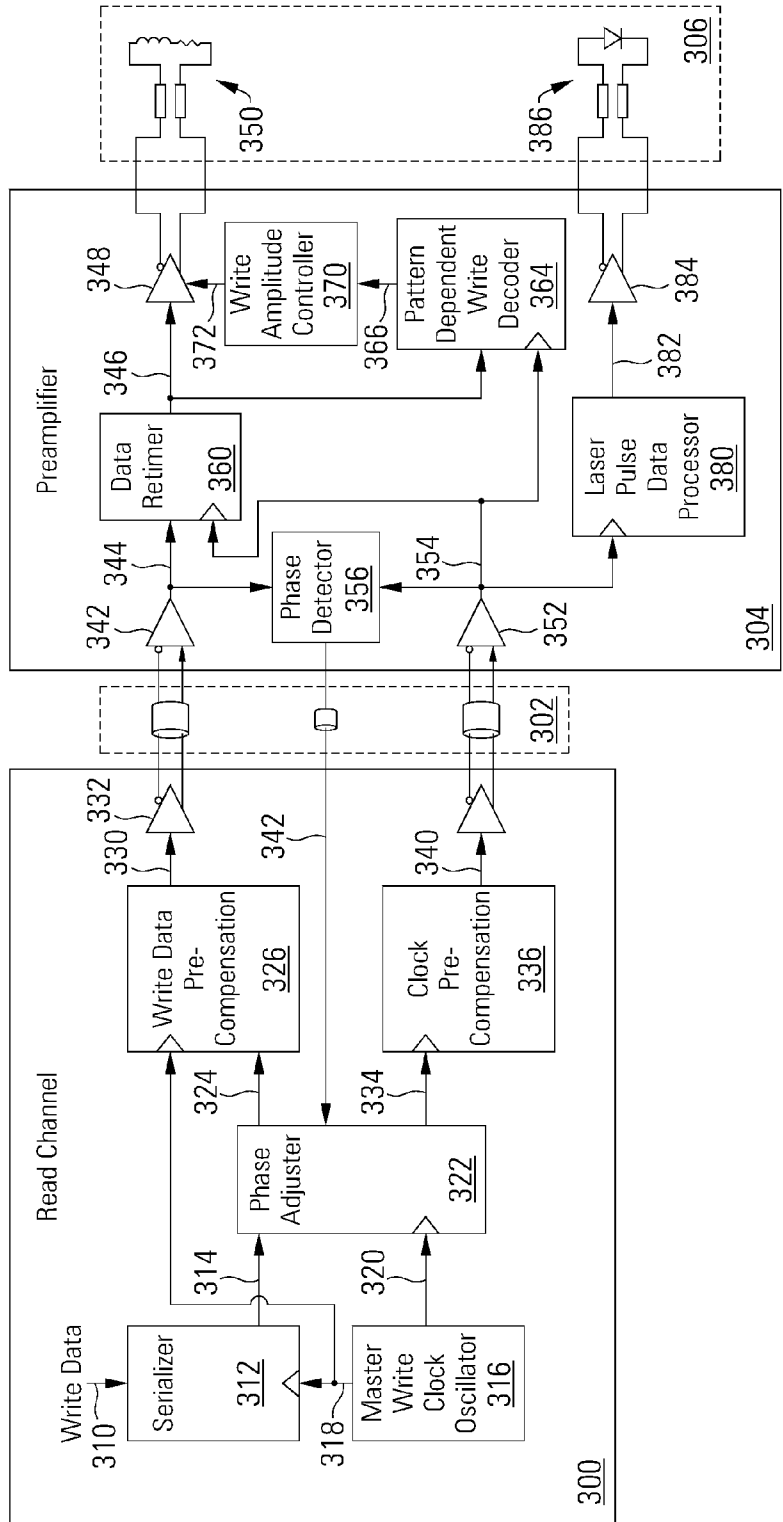 Read Channel
Write Data
310
Serializer
312
314
318
Master
Write
Clock
Oscillator
316
320
Phase
Adjuster
322
324
334
Write Data
Pre-
Compensation
326
Clock
Pre-
Compensation
336
330
332
340
342
300
302
Preamplifier
342
344
Data
Retimer
360
346
348
Phase
Detector
356
354
352
372
Write
Amplitude
Controller
370
366
Pattern
Dependent
Write
Decoder
364
Laser
Pulse
Data
Processor
380
382
384
304
350
386
306